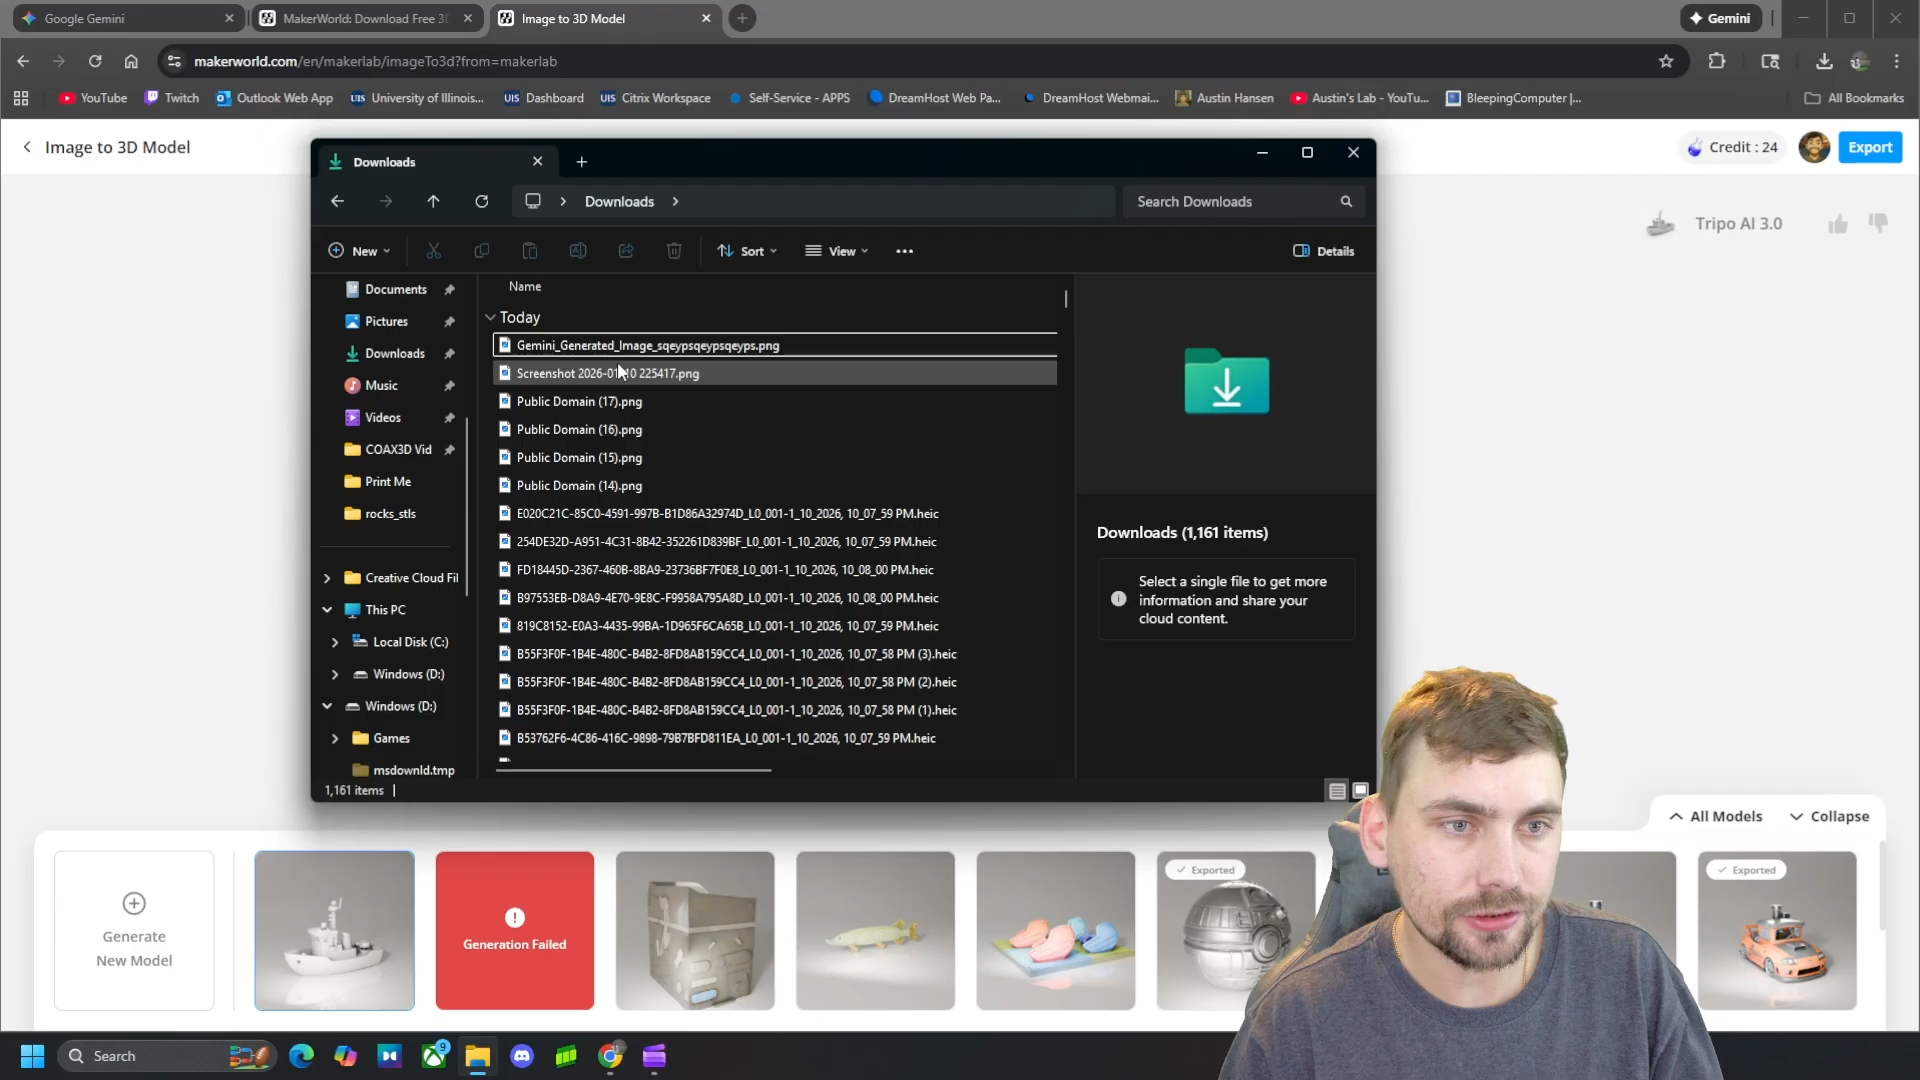 Google Gemini
MakerWorld: Download Free 3D
Image to 3D Model
Gemini
makerworld.com/en/makerlab/imageTo3d?from=makerlab
YouTube
Twitch
Outlook Web App
UIS University of Illinois...
UIS Dashboard
UIS Citrix Workspace
Self-Service - APPS
DreamHost Web Pa...
DreamHost Webmai...
Austin Hansen
Austin's Lab - YouTu...
BleepingComputer |...
All Bookmarks
Image to 3D Model
Credit : 24
Export
Tripo AI 3.0
Downloads
Downloads
Search Downloads
New
Sort
View
Details
Documents
Pictures
Downloads
Music
Videos
COAX3D Vid
Print Me
rocks_stls
Creative Cloud Fil
This PC
Local Disk (C:)
Windows (D:)
Windows (D:)
Games
msdownld.tmp
Name
Today
Gemini_Generated_Image_sqeypsqeypsqeyps.png
Screenshot 2026-01-10 225417.png
Public Domain (17).png
Public Domain (16).png
Public Domain (15).png
Public Domain (14).png
E020C21C-85C0-4591-997B-B1D86A32974D_L0_001-1_10_2026, 10_07_59 PM.heic
254DE32D-A951-4C31-8B42-352261D839BF_L0_001-1_10_2026, 10_07_59 PM.heic
FD18445D-2367-460B-8BA9-23736BF7F0E8_L0_001-1_10_2026, 10_08_00 PM.heic
B97553EB-D8A9-4E70-9E8C-F9958A795A8D_L0_001-1_10_2026, 10_08_00 PM.heic
819C8152-E0A3-4435-99BA-1D965F6CA65B_L0_001-1_10_2026, 10_07_59 PM.heic
B55F3F0F-1B4E-480C-B4B2-8FD8AB159CC4_L0_001-1_10_2026, 10_07_58 PM (3).heic
B55F3F0F-1B4E-480C-B4B2-8FD8AB159CC4_L0_001-1_10_2026, 10_07_58 PM (2).heic
B55F3F0F-1B4E-480C-B4B2-8FD8AB159CC4_L0_001-1_10_2026, 10_07_58 PM (1).heic
B53762F6-4C86-416C-9898-79B7BFD811EA_L0_001-1_10_2026, 10_07_59 PM.heic
Downloads (1,161 items)
Select a single file to get more
information and share your
cloud content.
1,161 items
All Models
Collapse
Generate
New Model
Generation Failed
Exported
Exported
Search
9